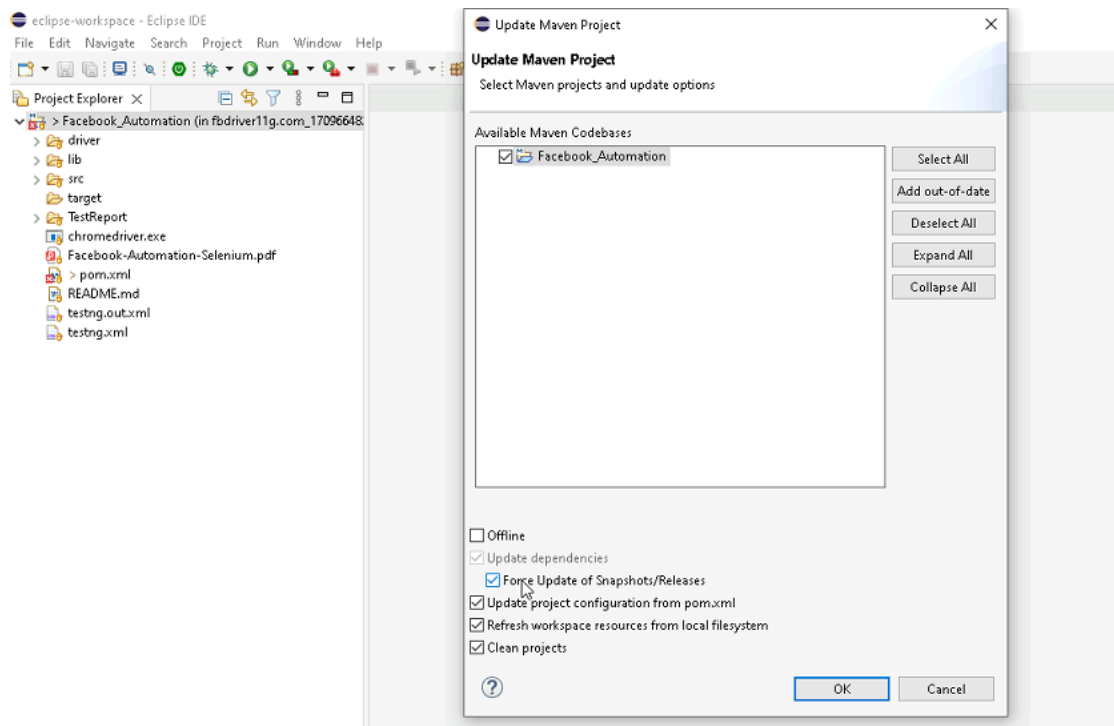 eclipse-workspace - Eclipse IDE
File Edit Navigate Search Project Run Window Help
Project Explorer
> Facebook_Automation (in fbdriver11g.com_17096648
driver
lib
src
target
TestReport
chromedriver.exe
Facebook-Automation-Selenium.pdf
> pom.xml
README.md
testng.out.xml
testng.xml
Update Maven Project
Update Maven Project
Select Maven projects and update options
Available Maven Codebases
Facebook_Automation
Select All
Add out-of-date
Deselect All
Expand All
Collapse All
Offline
Update dependencies
Force Update of Snapshots/Releases
Update project configuration from pom.xml
Refresh workspace resources from local filesystem
Clean projects
OK Cancel